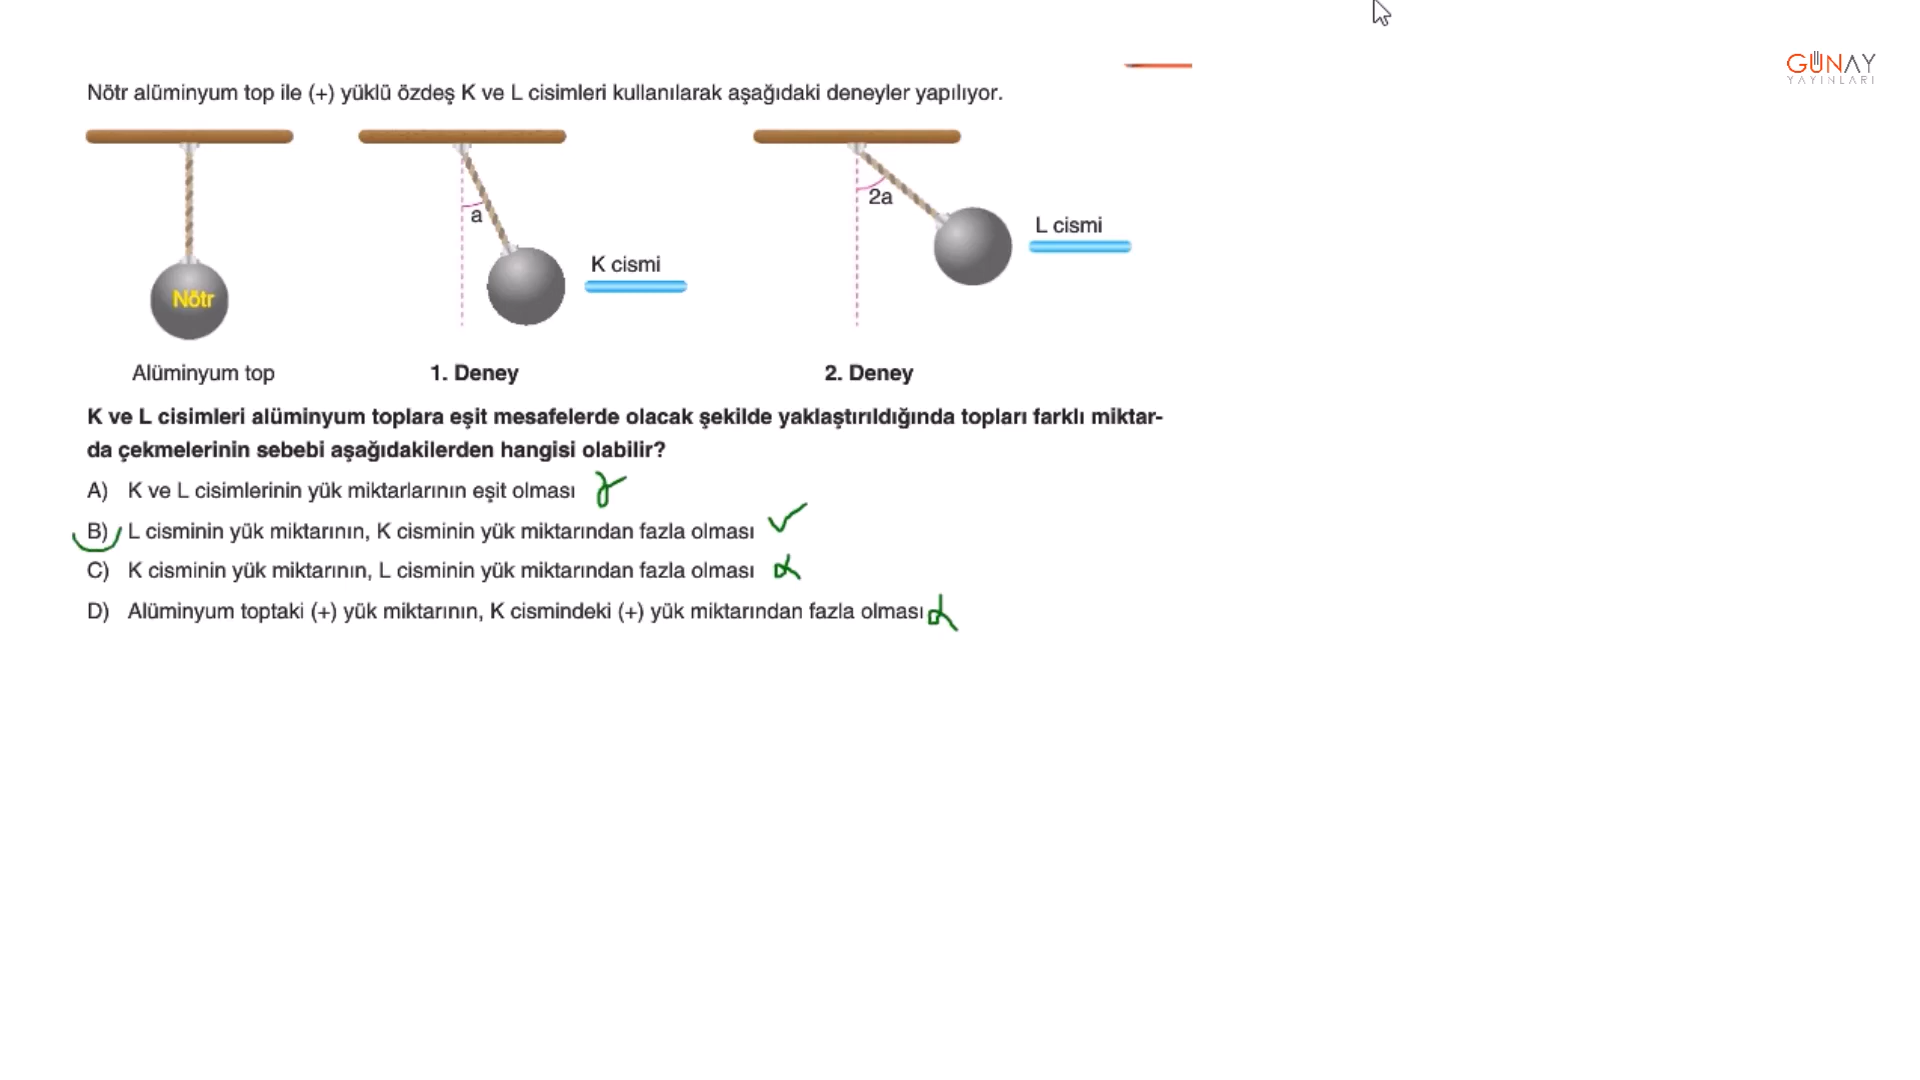 GÜNAY
YAYINLARI
Nötr alüminyum top ile (+) yüklü özdeş K ve L cisimleri kullanılarak aşağıdaki deneyler yapılıyor.
Nötr
a
K cismi
2a
L cismi
Alüminyum top
1. Deney
2. Deney
K ve L cisimleri alüminyum toplara eşit mesafelerde olacak şekilde yaklaştırıldığında topları farklı miktar-
da çekmelerinin sebebi aşağıdakilerden hangisi olabilir?
A) K ve L cisimlerinin yük miktarlarının eşit olması
B) L cisminin yük miktarının, K cisminin yük miktarından fazla olması
C) K cisminin yük miktarının, L cisminin yük miktarından fazla olması
D) Alüminyum toptaki (+) yük miktarının, K cismindeki (+) yük miktarından fazla olması